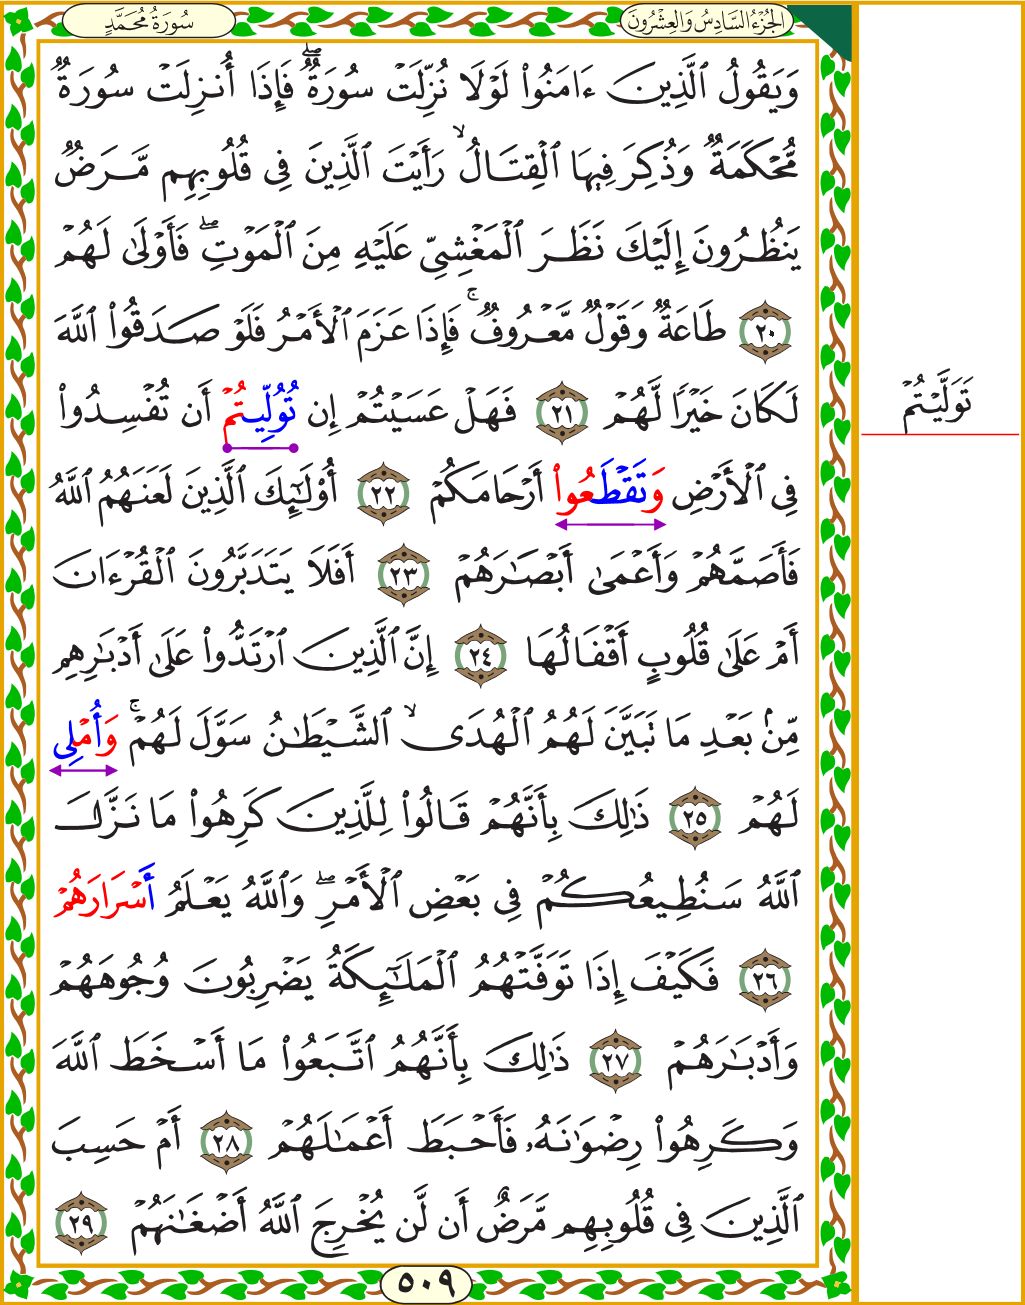 الجُزْءُ السَّادِسُ وَالعِشْرُونَ
سُورَةُ مُحَمَّدٍ
وَيَقُولُ ٱلَّذِينَ ءَامَنُوا۟ لَوْلَا نُزِّلَتْ سُورَةٌۖ فَإِذَآ أُنزِلَتْ سُورَةٌ
مُّحْكَمَةٌ وَذُكِرَ فِيهَا ٱلْقِتَالُۙ رَأَيْتَ ٱلَّذِينَ فِى قُلُوبِهِم مَّرَضٌ
يَنظُرُونَ إِلَيْكَ نَظَرَ ٱلْمَغْشِىِّ عَلَيْهِ مِنَ ٱلْمَوْتِۖ فَأَوْلَىٰ لَهُمْ
٢٠ طَاعَةٌ وَقَوْلٌ مَّعْرُوفٌۚ فَإِذَا عَزَمَ ٱلْأَمْرُ فَلَوْ صَدَقُوا۟ ٱللَّهَ
لَكَانَ خَيْرًا لَّهُمْ ٢١ فَهَلْ عَسَيْتُمْ إِن تُوُلِّيتُمْ أَن تُفْسِدُوا۟
فِى ٱلْأَرْضِ وَتَقْطَعُوا۟ أَرْحَامَكُمْ ٢٢ أُو۟لَٰٓئِكَ ٱلَّذِينَ لَعَنَهُمُ ٱللَّهُ
فَأَصَمَّهُمْ وَأَعْمَىٰ أَبْصَٰرَهُمْ ٢٣ أَفَلَا يَتَدَبَّرُونَ ٱلْقُرْءَانَ
أَمْ عَلَىٰ قُلُوبٍ أَقْفَالُهَا ٢٤ إِنَّ ٱلَّذِينَ ٱرْتَدُّوا۟ عَلَىٰ أَدْبَٰرِهِم
مِّنۢ بَعْدِ مَا تَبَيَّنَ لَهُمُ ٱلْهُدَىۙ ٱلشَّيْطَٰنُ سَوَّلَ لَهُمْۚ وَأُمْلِى
لَهُمْ ٢٥ ذَٰلِكَ بِأَنَّهُمْ قَالُوا۟ لِلَّذِينَ كَرِهُوا۟ مَا نَزَّلَ
ٱللَّهُ سَنُطِيعُكُمْ فِى بَعْضِ ٱلْأَمْرِۖ وَٱللَّهُ يَعْلَمُ أَسْرَارَهُمْ
٢٦ فَكَيْفَ إِذَا تَوَفَّتْهُمُ ٱلْمَلَٰٓئِكَةُ يَضْرِبُونَ وُجُوهَهُمْ
وَأَدْبَٰرَهُمْ ٢٧ ذَٰلِكَ بِأَنَّهُمُ ٱتَّبَعُوا۟ مَآ أَسْخَطَ ٱللَّهَ
وَكَرِهُوا۟ رِضْوَٰنَهُۥ فَأَحْبَطَ أَعْمَٰلَهُمْ ٢٨ أَمْ حَسِبَ
ٱلَّذِينَ فِى قُلُوبِهِم مَّرَضٌ أَن لَّن يُخْرِجَ ٱللَّهُ أَضْغَٰنَهُمْ ٢٩
٥٠٩
تَوَلَّيْتُمْ